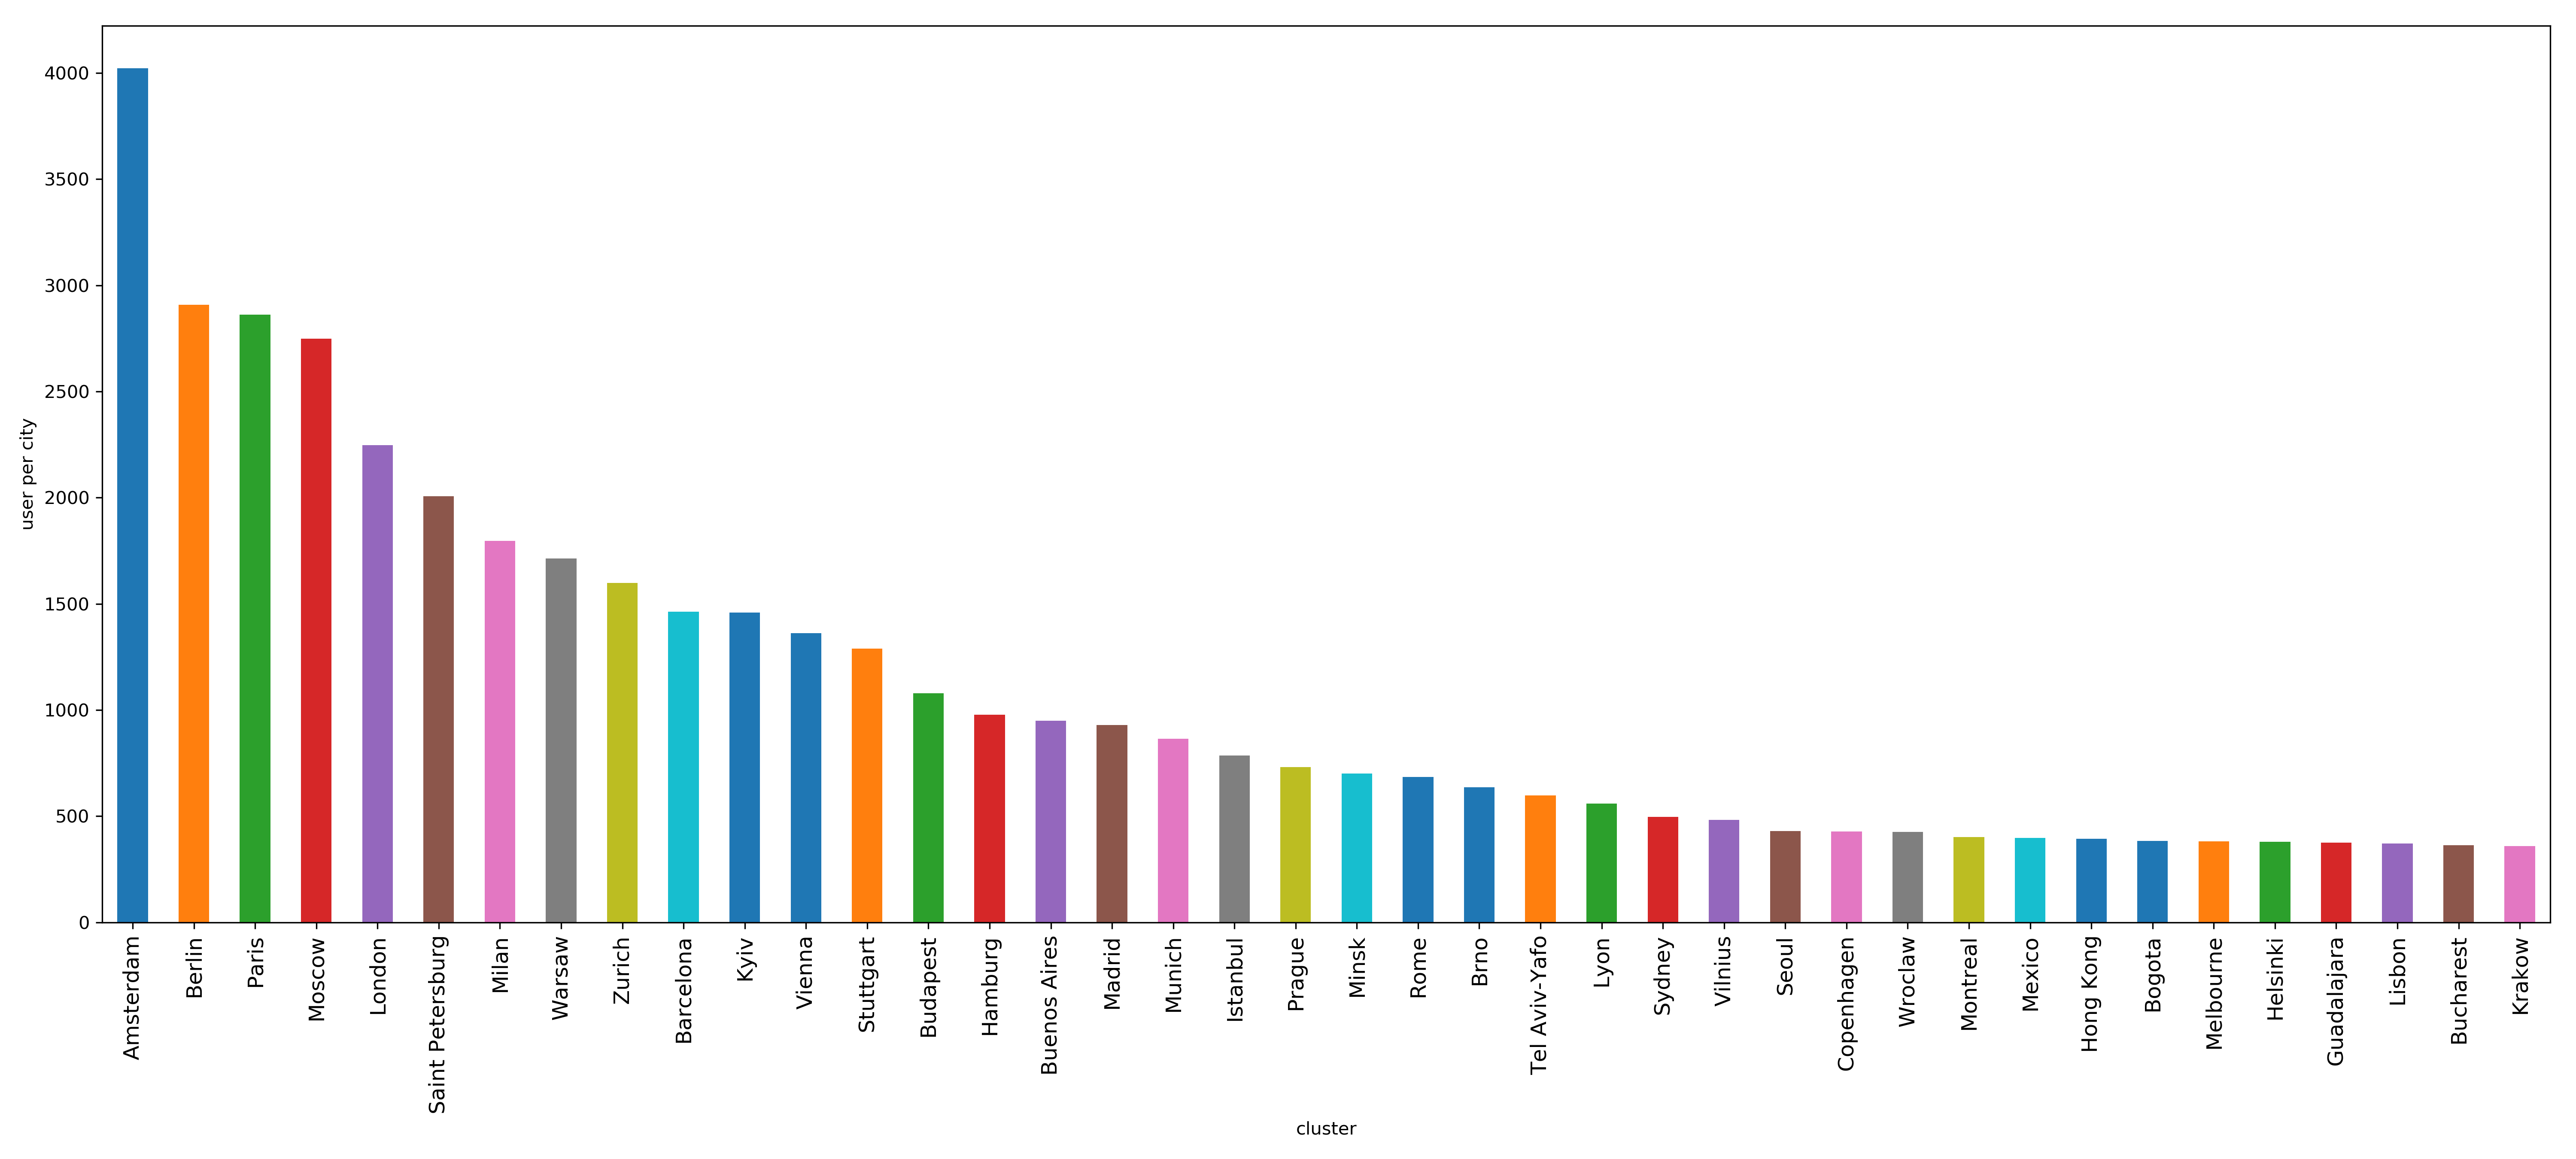 4000
3500
3000
2500
2000
1500
1000
500
0
user per city
Amsterdam
Berlin
Paris
Moscow
London
Saint Petersburg
Milan
Warsaw
Zurich
Barcelona
Kyiv
Vienna
Stuttgart
Budapest
Hamburg
Buenos Aires
Madrid
Munich
Istanbul
Prague
Minsk
Rome
Brno
Tel Aviv-Yafo
Lyon
Sydney
Vilnius
Seoul
Copenhagen
Wroclaw
Montreal
Mexico
Hong Kong
Bogota
Melbourne
Helsinki
Guadalajara
Lisbon
Bucharest
Krakow
cluster